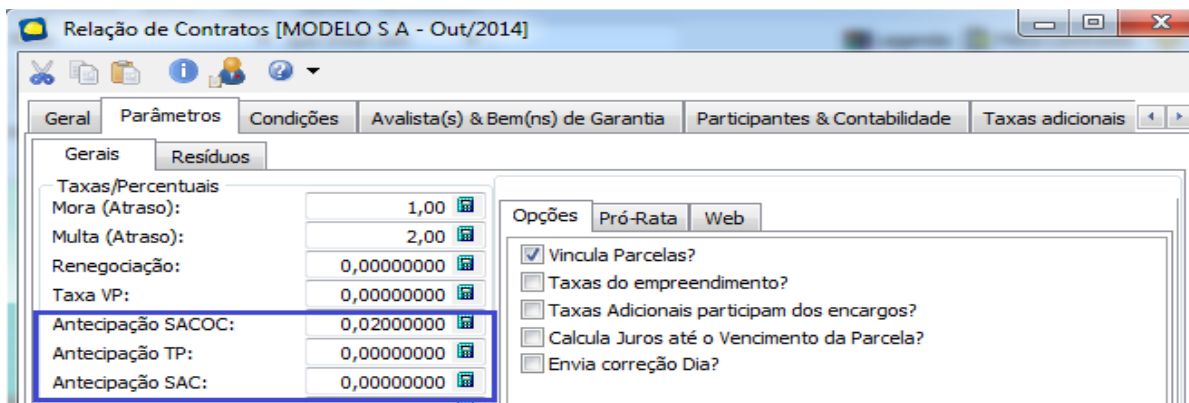 Relação de Contratos [MODELO S A - Out/2014]
Geral Parâmetros Condições Avalista(s) & Bem(ns) de Garantia Participantes & Contabilidade Taxas adicionais
Gerais Resíduos
Taxas/Percentuais
Mora (Atraso): 1,00
Multa (Atraso): 2,00
Renegociação: 0,00000000
Taxa VP: 0,00000000
Antecipação SACOC: 0,02000000
Antecipação TP: 0,00000000
Antecipação SAC: 0,00000000
Opções Pró-Rata Web
Vincula Parcelas?
Taxas do empreendimento?
Taxas Adicionais participam dos encargos?
Calcula Juros até o Vencimento da Parcela?
Envia correção Dia?